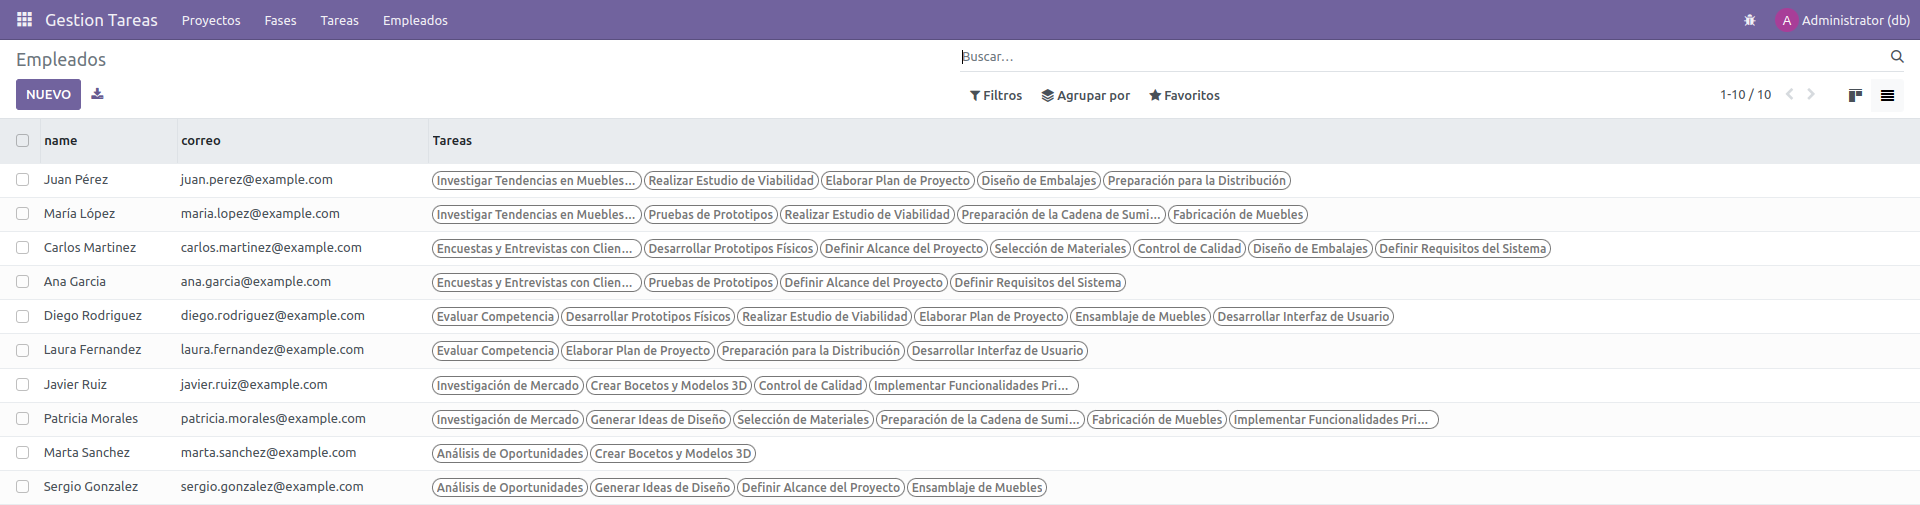 Gestion Tareas Proyectos Fases Tareas Empleados A Administrator (db)
Empleados Buscar...
NUEVO Filtros Agrupar por Favoritos 1-10 / 10
name correo Tareas
Juan Pérez juan.perez@example.com Investigar Tendencias en Muebles... Realizar Estudio de Viabilidad Elaborar Plan de Proyecto Diseño de Embalajes Preparación para la Distribución
María López maria.lopez@example.com Investigar Tendencias en Muebles... Pruebas de Prototipos Realizar Estudio de Viabilidad Preparación de la Cadena de Sumi... Fabricación de Muebles
Carlos Martinez carlos.martinez@example.com Encuestas y Entrevistas con Clien... Desarrollar Prototipos Físicos Definir Alcance del Proyecto Selección de Materiales Control de Calidad Diseño de Embalajes Definir Requisitos del Sistema
Ana Garcia ana.garcia@example.com Encuestas y Entrevistas con Clien... Pruebas de Prototipos Definir Alcance del Proyecto Definir Requisitos del Sistema
Diego Rodriguez diego.rodriguez@example.com Evaluar Competencia Desarrollar Prototipos Físicos Realizar Estudio de Viabilidad Elaborar Plan de Proyecto Ensamblaje de Muebles Desarrollar Interfaz de Usuario
Laura Fernandez laura.fernandez@example.com Evaluar Competencia Elaborar Plan de Proyecto Preparación para la Distribución Desarrollar Interfaz de Usuario
Javier Ruiz javier.ruiz@example.com Investigación de Mercado Crear Bocetos y Modelos 3D Control de Calidad Implementar Funcionalidades Pri...
Patricia Morales patricia.morales@example.com Investigación de Mercado Generar Ideas de Diseño Selección de Materiales Preparación de la Cadena de Sumi... Fabricación de Muebles Implementar Funcionalidades Pri...
Marta Sanchez marta.sanchez@example.com Análisis de Oportunidades Crear Bocetos y Modelos 3D
Sergio Gonzalez sergio.gonzalez@example.com Análisis de Oportunidades Generar Ideas de Diseño Definir Alcance del Proyecto Ensamblaje de Muebles